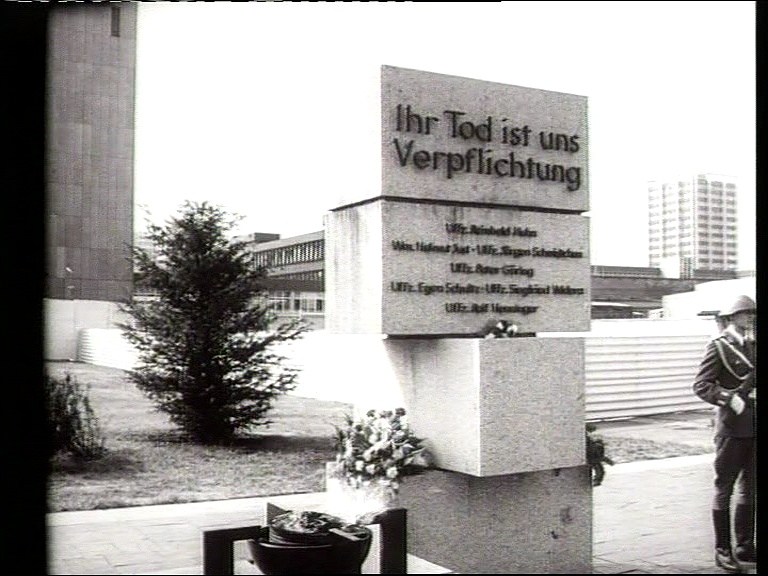 Ihr Tod ist uns
Verpflichtung
Uffz. Reinhold Huhn
Wm. Helmut Just · Uffz. Jörgen Schmidtchen
Uffz. Peter Göring
Uffz. Egon Schultz · Uffz. Siegfried Widera
Uffz. Rolf Henniger